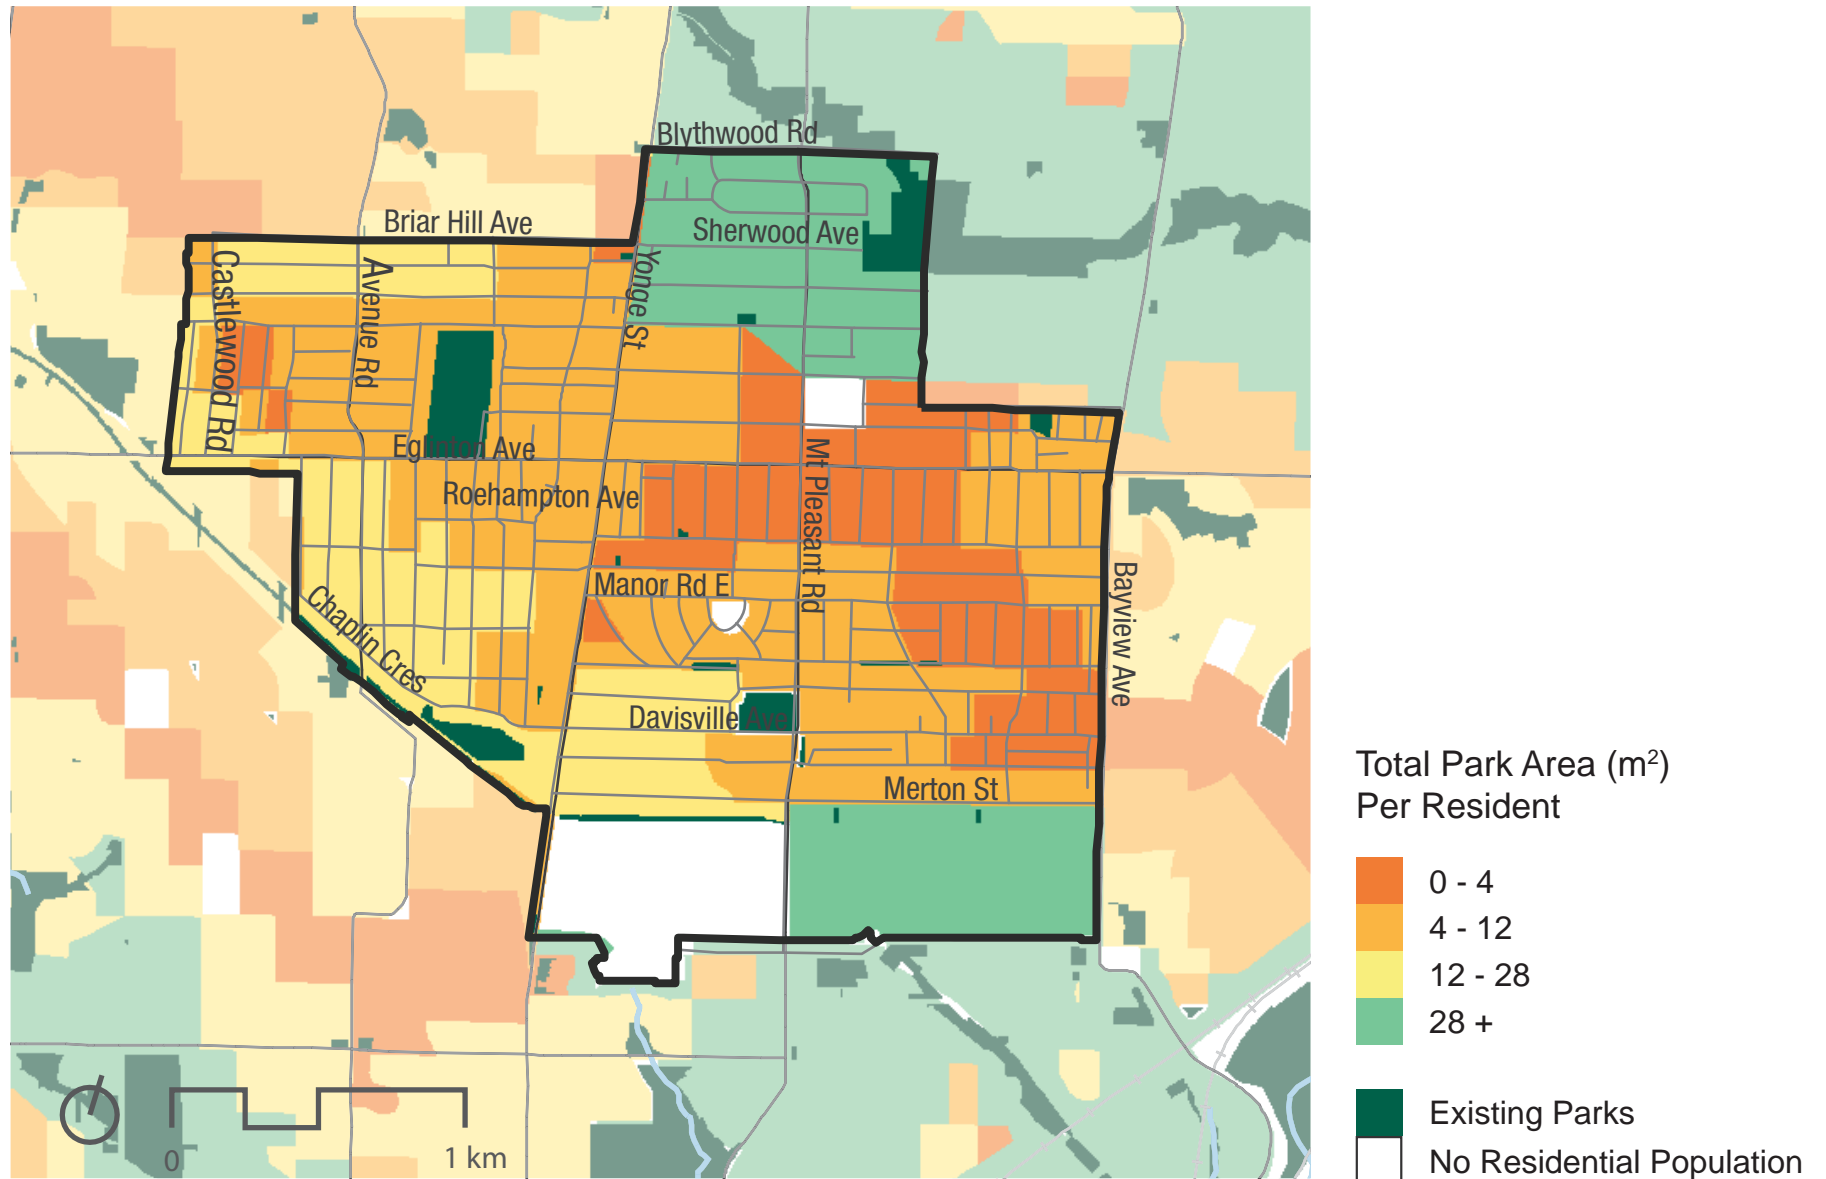 Blythwood Rd
Briar Hill Ave
Sherwood Ave
Castlewood Rd
Avenue Rd
Yonge St
Eglinton Ave
Roehampton Ave
Mt Pleasant Rd
Manor Rd E
Bayview Ave
Chaplin Cres
Davisville Ave
Merton St
0
1 km
Total Park Area (m²)
Per Resident
0 - 4
4 - 12
12 - 28
28 +
Existing Parks
No Residential Population